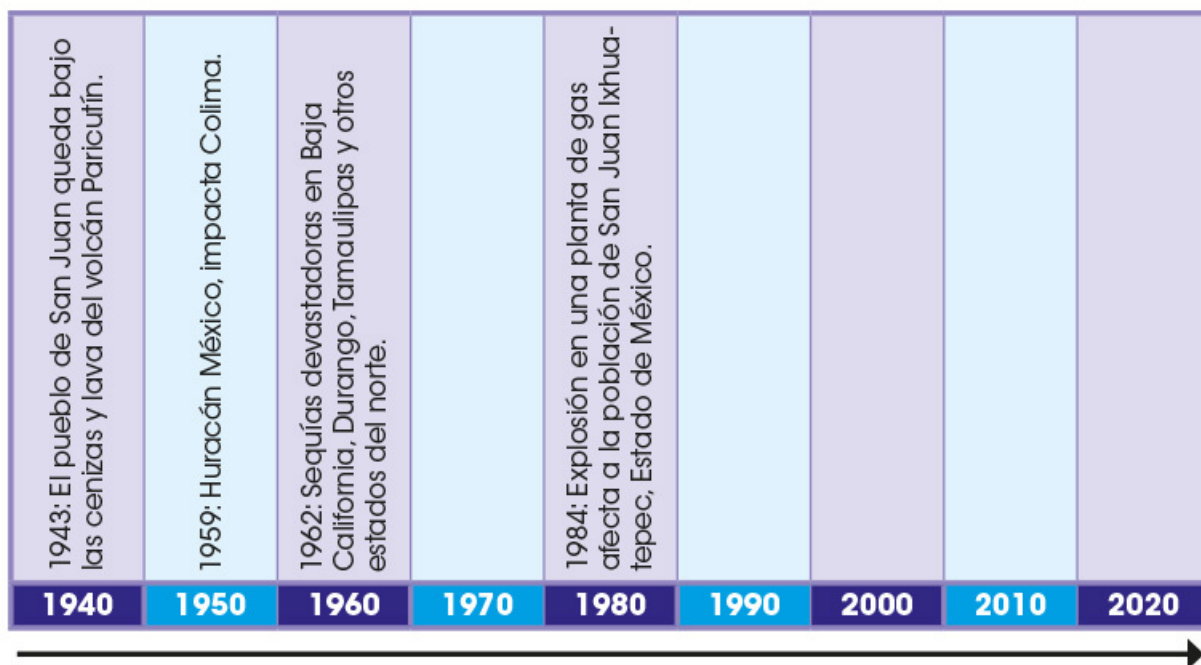 1943: El pueblo de San Juan queda bajo
las cenizas y lava del volcán Paricutín.
1959: Huracán México, impacta Colima.
1962: Sequías devastadoras en Baja
California, Durango, Tamaulipas y otros
estados del norte.
1984: Explosión en una planta de gas
afecta a la población de San Juan Ixhua-
tepec, Estado de México.
1940
1950
1960
1970
1980
1990
2000
2010
2020